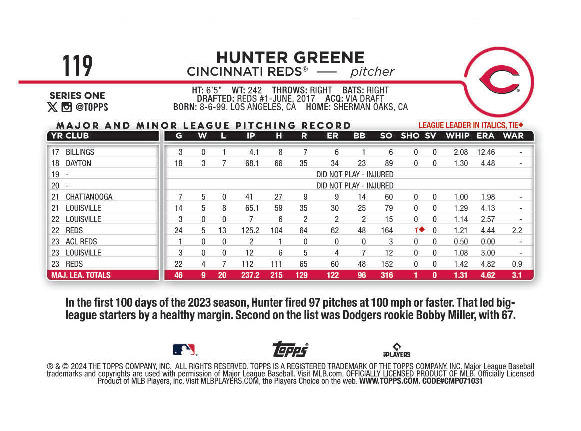 119
HUNTER GREENE
CINCINNATI REDS® — pitcher
SERIES ONE
@TOPPS
HT: 6'5" WT: 242 THROWS: RIGHT BATS: RIGHT
DRAFTED: REDS #1-JUNE, 2017 ACQ: VIA DRAFT
BORN: 8-6-99, LOS ANGELES, CA HOME: SHERMAN OAKS, CA
MAJOR AND MINOR LEAGUE PITCHING RECORD LEAGUE LEADER IN ITALICS, TIE♦
YR CLUB G W L IP H R ER BB SO SHO SV WHIP ERA WAR
17 BILLINGS 3 0 1 4.1 8 7 6 1 6 0 0 2.08 12.46 -
18 DAYTON 18 3 7 68.1 66 35 34 23 89 0 0 1.30 4.48 -
19 - DID NOT PLAY - INJURED
20 - DID NOT PLAY - INJURED
21 CHATTANOOGA 7 5 0 41 27 9 9 14 60 0 0 1.00 1.98 -
21 LOUISVILLE 14 5 8 65.1 59 35 30 25 79 0 0 1.29 4.13 -
22 LOUISVILLE 3 0 0 7 6 2 2 2 15 0 0 1.14 2.57 -
22 REDS 24 5 13 125.2 104 64 62 48 164 1♦ 0 1.21 4.44 2.2
23 ACL REDS 1 0 0 2 1 0 0 0 3 0 0 0.50 0.00 -
23 LOUISVILLE 3 0 0 12 6 5 4 7 12 0 0 1.08 3.00 -
23 REDS 22 4 7 112 111 65 60 48 152 0 0 1.42 4.82 0.9
MAJ. LEA. TOTALS 46 9 20 237.2 215 129 122 96 316 1 0 1.31 4.62 3.1
In the first 100 days of the 2023 season, Hunter fired 97 pitches at 100 mph or faster. That led big-
league starters by a healthy margin. Second on the list was Dodgers rookie Bobby Miller, with 67.
Topps
PLAYERS
® & © 2024 THE TOPPS COMPANY, INC. ALL RIGHTS RESERVED. TOPPS IS A REGISTERED TRADEMARK OF THE TOPPS COMPANY, INC. Major League Baseball
trademarks and copyrights are used with permission of Major League Baseball. Visit MLB.com. OFFICIALLY LICENSED PRODUCT OF MLB. Officially Licensed
Product of MLB Players, Inc. Visit MLBPLAYERS.COM, the Players Choice on the web. WWW.TOPPS.COM. CODE#CMP071031